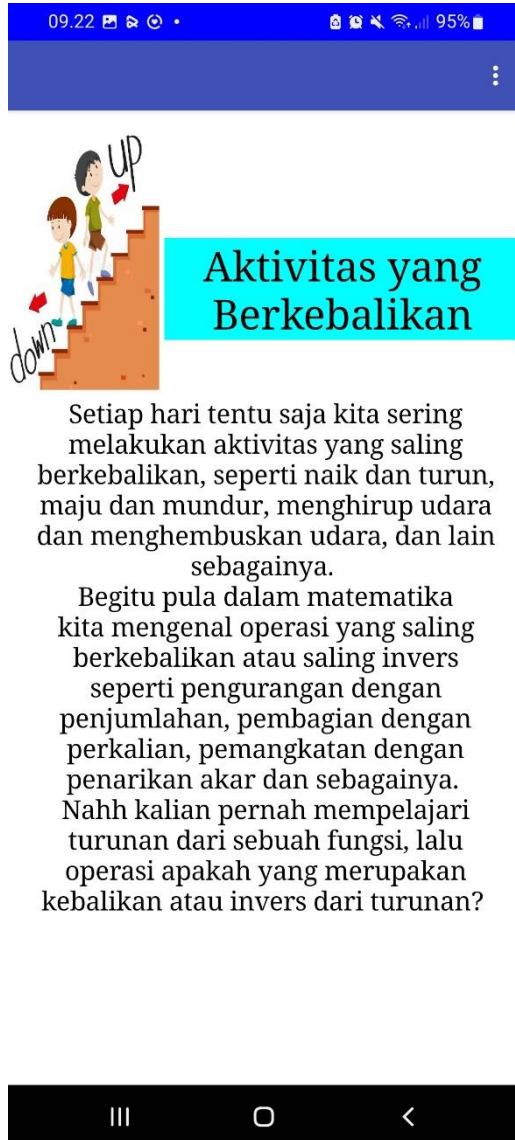 09.22
95%
up
down
Aktivitas yang
Berkebalikan
Setiap hari tentu saja kita sering
melakukan aktivitas yang saling
berkebalikan, seperti naik dan turun,
maju dan mundur, menghirup udara
dan menghembuskan udara, dan lain
sebagainya.
Begitu pula dalam matematika
kita mengenal operasi yang saling
berkebalikan atau saling invers
seperti pengurangan dengan
penjumlahan, pembagian dengan
perkalian, pemangkatan dengan
penarikan akar dan sebagainya.
Nahh kalian pernah mempelajari
turunan dari sebuah fungsi, lalu
operasi apakah yang merupakan
kebalikan atau invers dari turunan?